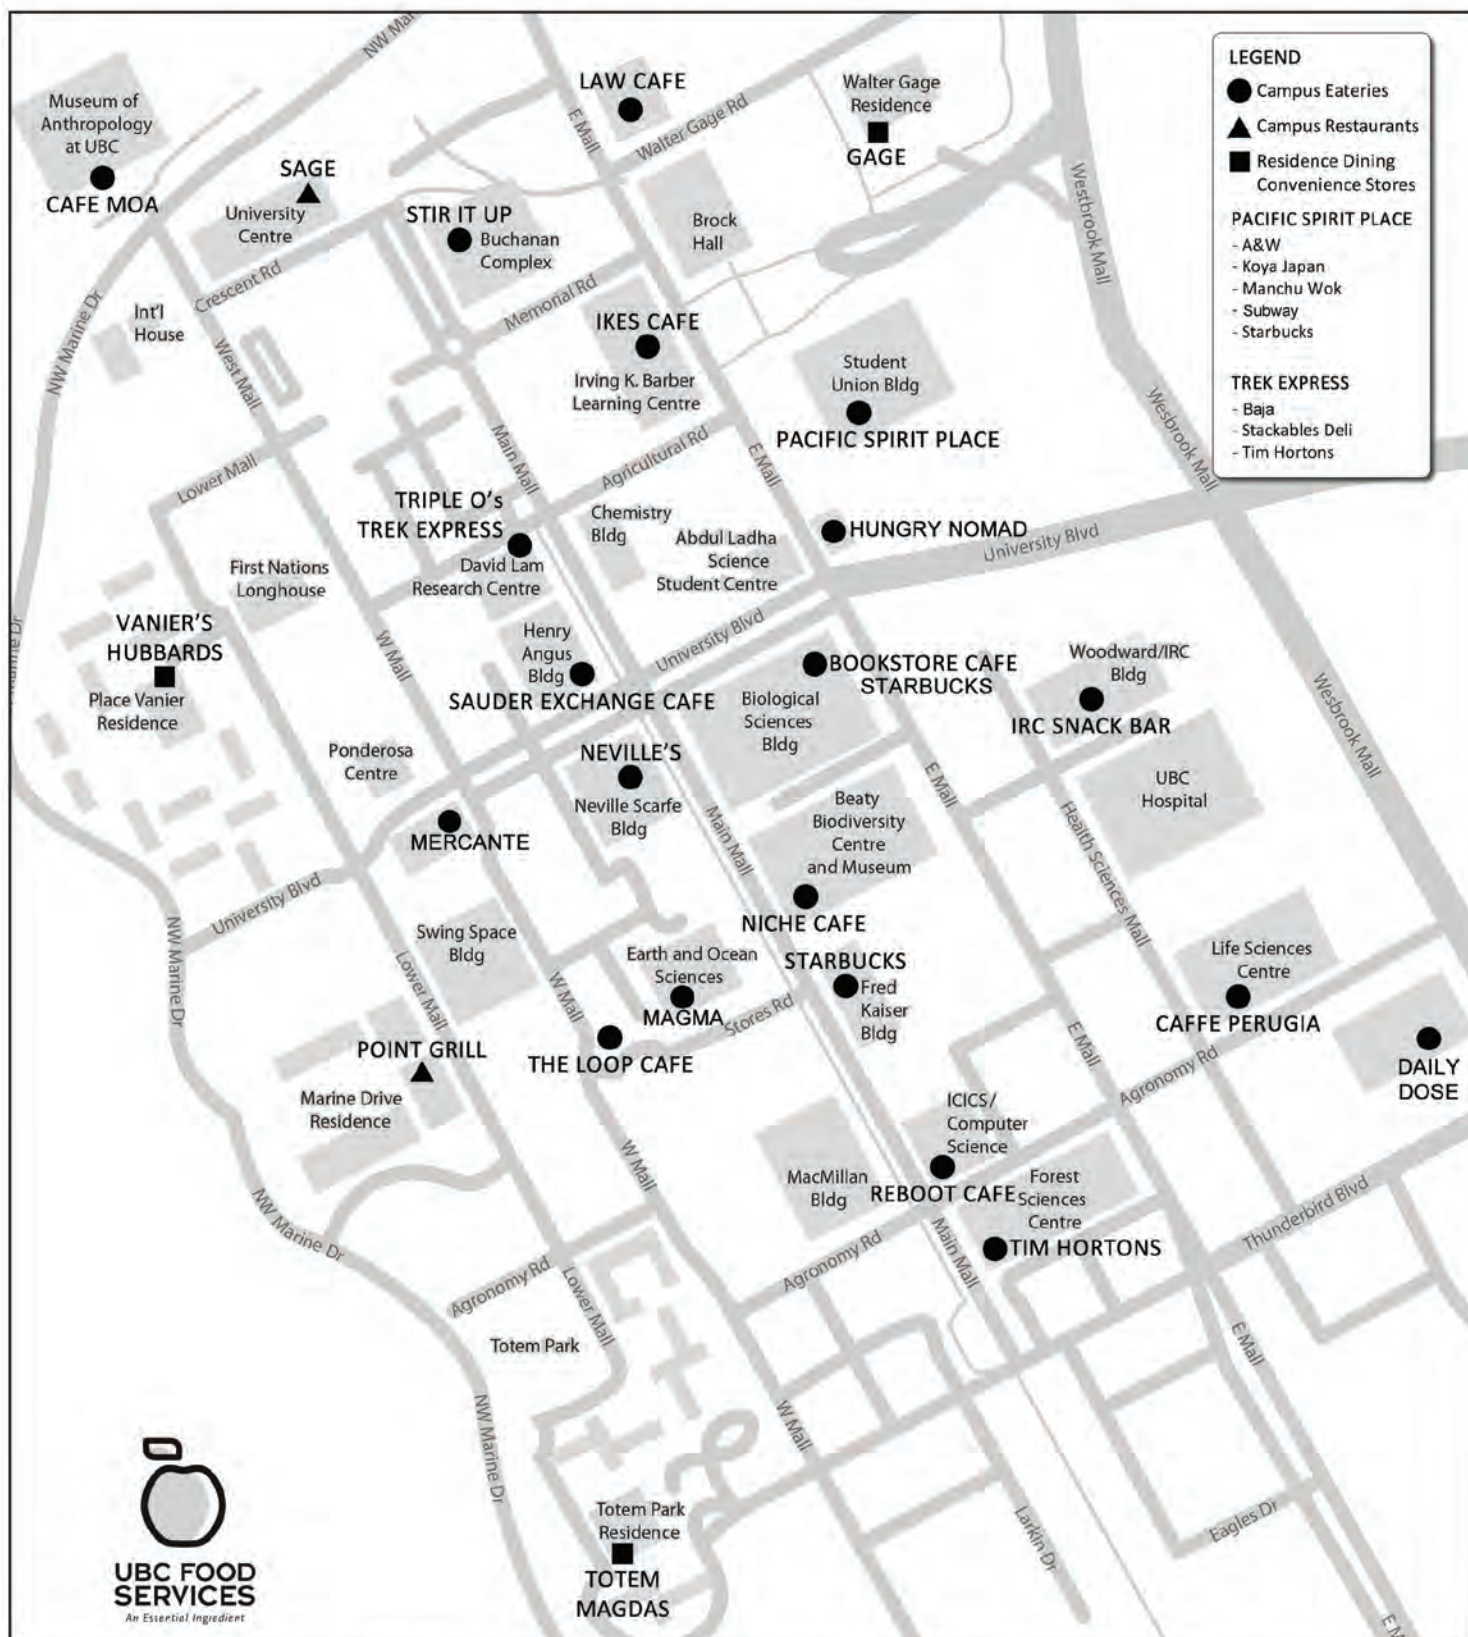 NW Mar
LAW CAFE
E Mall
Walter Gage Rd
Walter Gage
Residence
GAGE
Museum of
Anthropology
at UBC
CAFE MOA
SAGE
University
Centre
STIR IT UP
Buchanan
Complex
Brock
Hall
Westbrook Mall
LEGEND
Campus Eateries
Campus Restaurants
Residence Dining
Convenience Stores
PACIFIC SPIRIT PLACE
- A&W
- Koya Japan
- Manchu Wok
- Subway
- Starbucks
TREK EXPRESS
- Baja
- Stackables Deli
- Tim Hortons
Crescent Rd
Memorial Rd
Int'l
House
NW Marine Dr
West Mall
IKES CAFE
Irving K. Barber
Learning Centre
Student
Union Bldg
PACIFIC SPIRIT PLACE
Wesbrook Mall
Main Mall
Agricultural Rd
E Mall
Lower Mall
TRIPLE O's
TREK EXPRESS
David Lam
Research Centre
Chemistry
Bldg
Abdul Ladha
Science
Student Centre
HUNGRY NOMAD
University Blvd
First Nations
Longhouse
VANIER'S
HUBBARDS
Place Vanier
Residence
W Mall
Henry
Angus
Bldg
SAUDER EXCHANGE CAFE
University Blvd
BOOKSTORE CAFE
STARBUCKS
Biological
Sciences
Bldg
Woodward/IRC
Bldg
IRC SNACK BAR
Wesbrook Mall
Ponderosa
Centre
NEVILLE'S
Neville Scarfe
Bldg
MERCANTE
Main Mall
E Mall
Beaty
Biodiversity
Centre
and Museum
NICHE CAFE
UBC
Hospital
Health Sciences Mall
University Blvd
NW Marine Dr
Swing Space
Bldg
Lower Mall
W Mall
Earth and Ocean
Sciences
MAGMA
Stores Rd
STARBUCKS
Fred
Kaiser
Bldg
Life Sciences
Centre
CAFFE PERUGIA
DAILY
DOSE
POINT GRILL
Marine Drive
Residence
THE LOOP CAFE
E Mall
Agronomy Rd
ICICS/
Computer
Science
REBOOT CAFE
MacMillan
Bldg
Forest
Sciences
Centre
TIM HORTONS
W Mall
NW Marine Dr
Agronomy Rd
Lower Mall
Agronomy Rd
Main Mall
Thunderbird Blvd
Totem Park
E Mall
NW Marine Dr
W Mall
Totem Park
Residence
TOTEM
MAGDAS
Larkin Dr
Eagles Dr
UBC FOOD
SERVICES
An Essential Ingredient